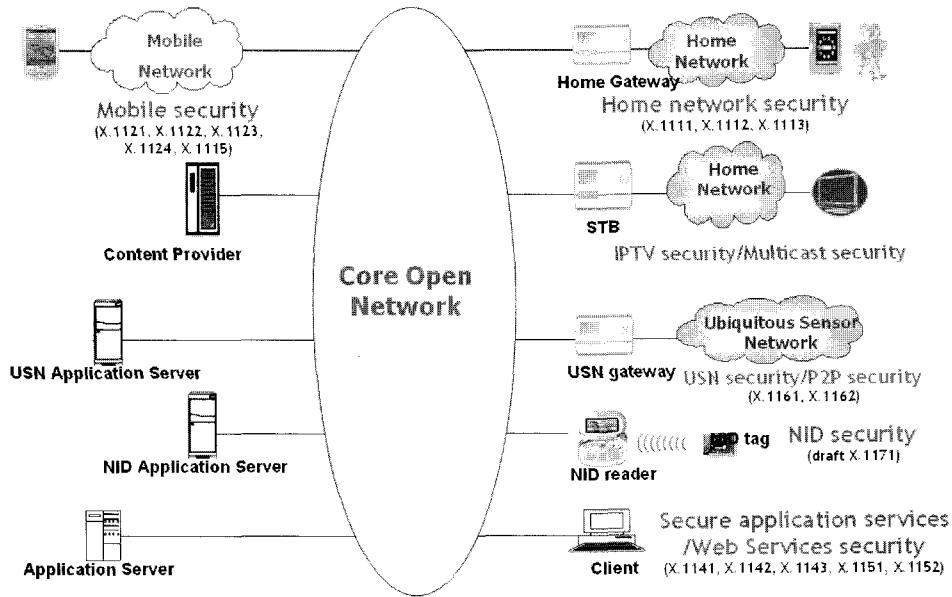 Mobile
Network
Mobile security
(X.1121, X.1122, X.1123,
X.1124, X.1115)
Content Provider
USN Application Server
NID Application Server
Application Server
Core Open
Network
Home Gateway
Home
Network
Home network security
(X.1111, X.1112, X.1113)
STB
Home
Network
IPTV security/Multicast security
USN gateway
Ubiquitous Sensor
Network
USN security/P2P security
(X.1161, X.1162)
NID reader
tag
NID security
(draft X.1171)
Client
Secure application services
/Web Services security
(X.1141, X.1142, X.1143, X.1151, X.1152)